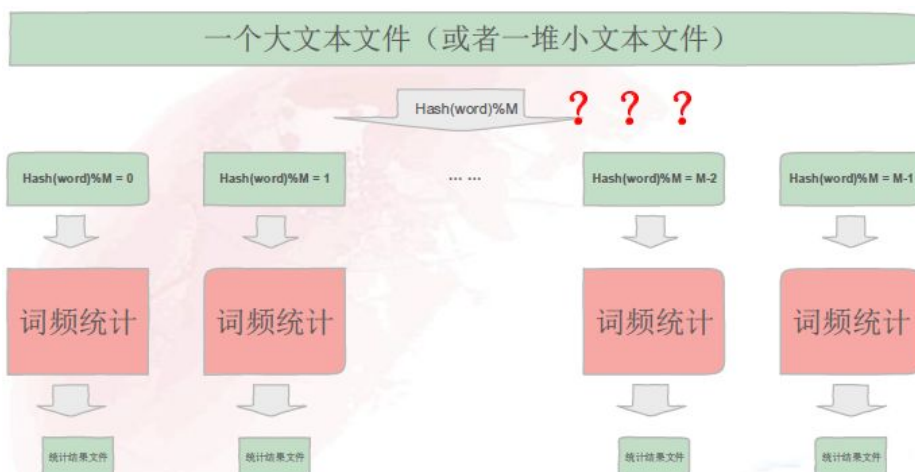 一个大文本文件（或者一堆小文本文件）
Hash(word)%M
？ ？ ？
Hash(word)%M = 0
Hash(word)%M = 1
... ...
Hash(word)%M = M-2
Hash(word)%M = M-1
词频统计
词频统计
词频统计
词频统计
统计结果文件
统计结果文件
统计结果文件
统计结果文件